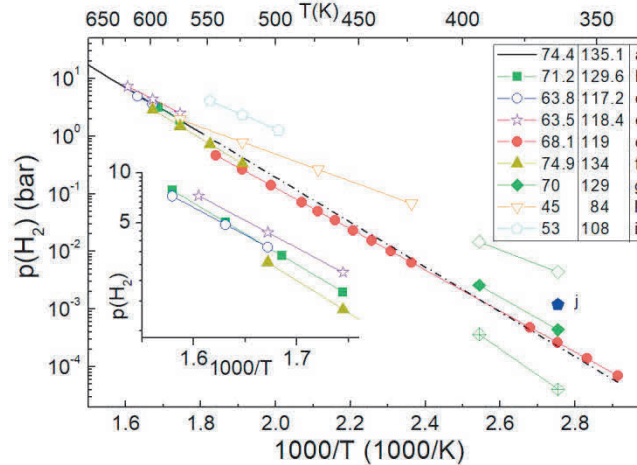 T(K)
650 600 550 500 450 400 350
10¹
10⁰
10⁻¹
10⁻²
10⁻³
10⁻⁴
p(H₂) (bar)
74.4 135.1 a
71.2 129.6
63.8 117.2
63.5 118.4
68.1 119
74.9 134
70 129
45 84
53 108 i
10
5
p(H₂)
1.6 1.7
1000/T
j
1.6 1.8 2.0 2.2 2.4 2.6 2.8
1000/T (1000/K)